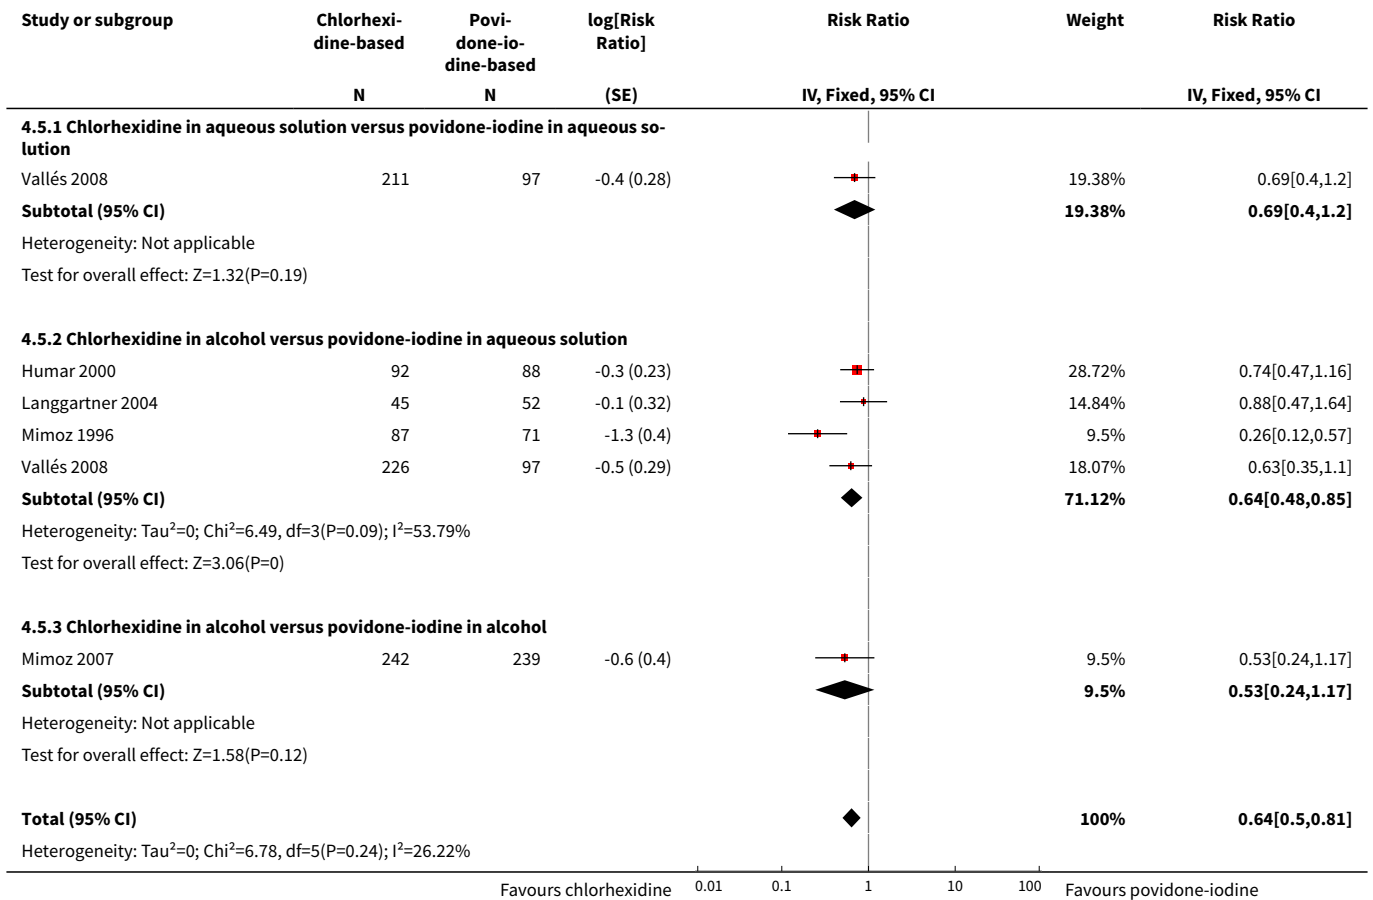 Study or subgroup Chlorhexi- Povi- log[Risk Risk Ratio Weight Risk Ratio
dine-based done-io- Ratio]
dine-based
N N (SE) IV, Fixed, 95% CI IV, Fixed, 95% CI
4.5.1 Chlorhexidine in aqueous solution versus povidone-iodine in aqueous so-
lution
Vallés 2008 211 97 -0.4 (0.28) 19.38% 0.69[0.4,1.2]
Subtotal (95% CI) 19.38% 0.69[0.4,1.2]
Heterogeneity: Not applicable
Test for overall effect: Z=1.32(P=0.19)
4.5.2 Chlorhexidine in alcohol versus povidone-iodine in aqueous solution
Humar 2000 92 88 -0.3 (0.23) 28.72% 0.74[0.47,1.16]
Langgartner 2004 45 52 -0.1 (0.32) 14.84% 0.88[0.47,1.64]
Mimoz 1996 87 71 -1.3 (0.4) 9.5% 0.26[0.12,0.57]
Vallés 2008 226 97 -0.5 (0.29) 18.07% 0.63[0.35,1.1]
Subtotal (95% CI) 71.12% 0.64[0.48,0.85]
Heterogeneity: Tau²=0; Chi²=6.49, df=3(P=0.09); I²=53.79%
Test for overall effect: Z=3.06(P=0)
4.5.3 Chlorhexidine in alcohol versus povidone-iodine in alcohol
Mimoz 2007 242 239 -0.6 (0.4) 9.5% 0.53[0.24,1.17]
Subtotal (95% CI) 9.5% 0.53[0.24,1.17]
Heterogeneity: Not applicable
Test for overall effect: Z=1.58(P=0.12)
Total (95% CI) 100% 0.64[0.5,0.81]
Heterogeneity: Tau²=0; Chi²=6.78, df=5(P=0.24); I²=26.22%
Favours chlorhexidine 0.01 0.1 1 10 100 Favours povidone-iodine